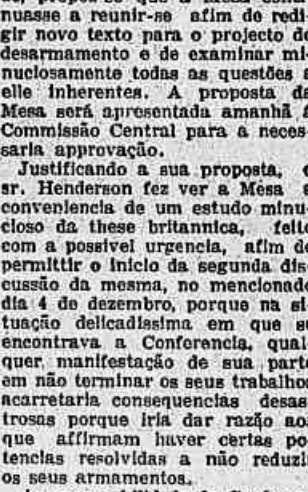 nuasse a reunir-se afim de redi-
gir novo texto para o projecto de
desarmamento e de examinar mi-
nuciosamente todas as questões
elle inherentes. A proposta da
Mesa será apresentada amanhã á
Commissão Central para a neces-
saria approvação.
Justificando a sua proposta, o
sr. Henderson fez ver a Mesa a
conveniencia de um estudo minu-
cioso da these britannica, feito
com a possivel urgencia, afim de
permittir o inicio da segunda dis-
cussão da mesma, no mencionado
dia 4 de dezembro, porque na si-
tuação delicadissima em que se
encontrava a Conferencia, qual-
quer manifestação de sua parte
em não terminar os seus trabalhos
acarretaria consequencias desas-
trosas porque iria dar razão aos
que affirmam haver certas po-
tencias resolvidas a não reduzir
os seus armamentos.